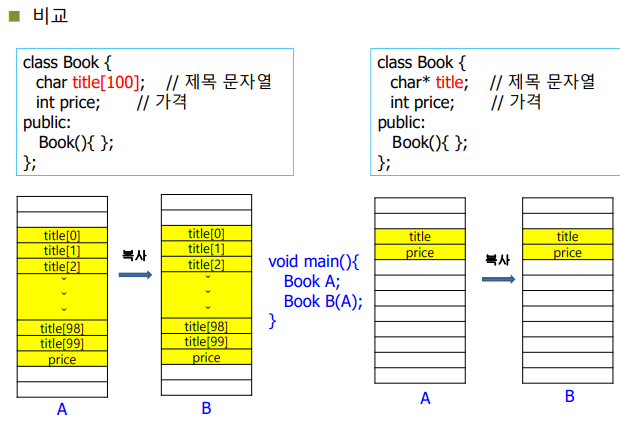 비교
class Book {
char title[100]; // 제목 문자열
int price; // 가격
public:
Book(){ };
};
class Book {
char* title; // 제목 문자열
int price; // 가격
public:
Book(){ };
};
title[0]
title[1]
title[2]
title[98]
title[99]
price
A
복사
title[0]
title[1]
title[2]
title[98]
title[99]
price
B
void main(){
Book A;
Book B(A);
}
title
price
A
복사
title
price
B